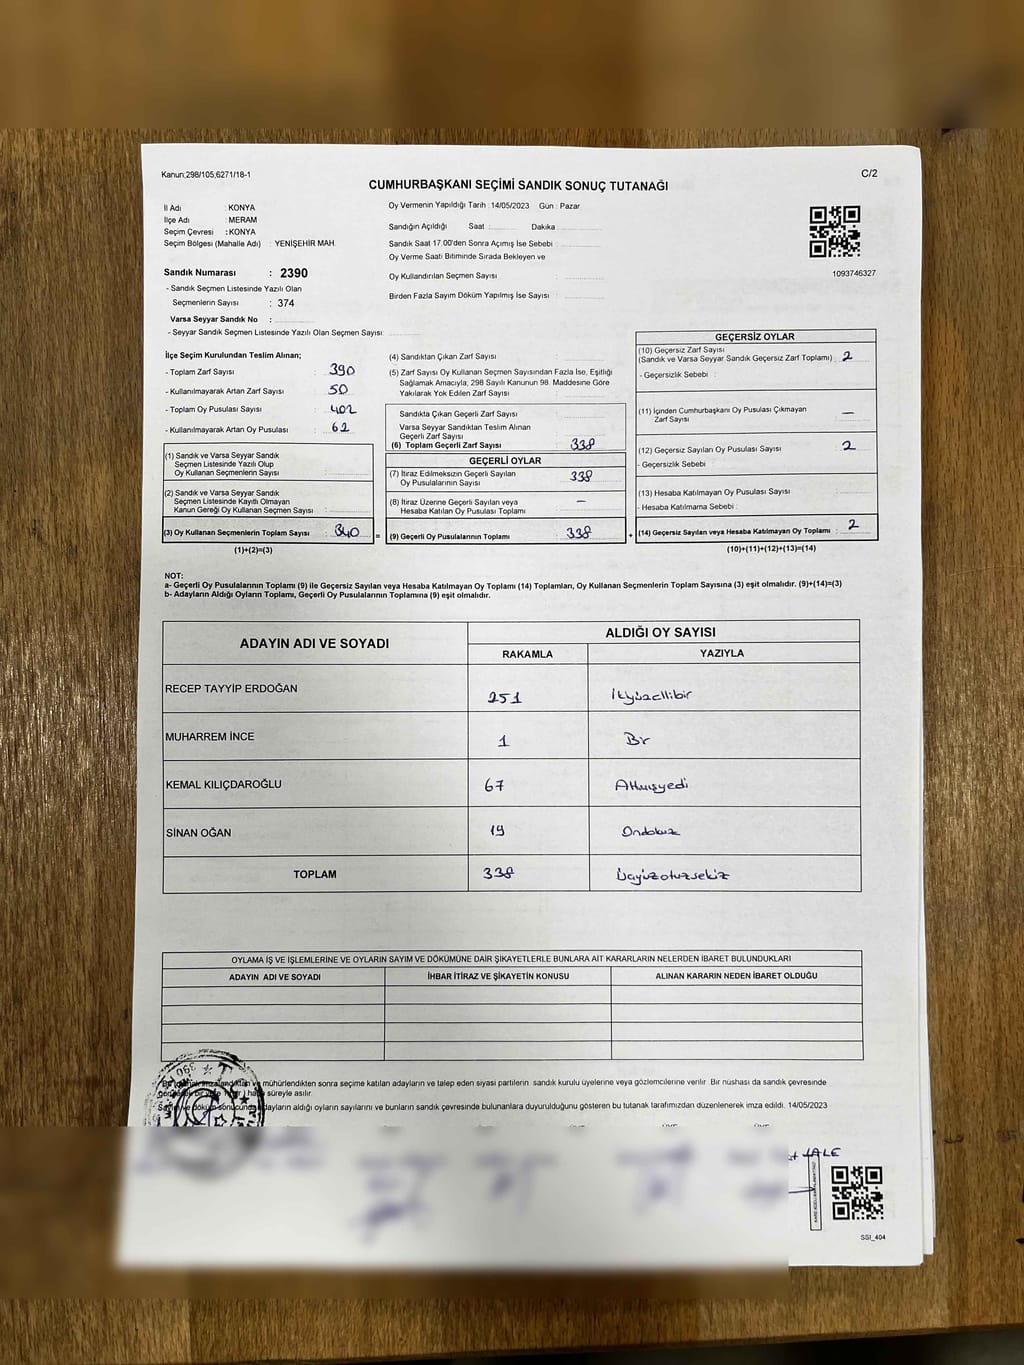 Kanun;298/105,6271/18-1
C/2
CUMHURBAŞKANI SEÇİMİ SANDIK SONUÇ TUTANAĞI
İl Adı : KONYA
İlçe Adı : MERAM
Seçim Çevresi : KONYA
Seçim Bölgesi (Mahalle Adı) : YENİŞEHİR MAH.
Sandık Numarası : 2390
- Sandık Seçmen Listesinde Yazılı Olan
Seçmenlerin Sayısı : 374
Varsa Seyyar Sandık No :
- Seyyar Sandık Seçmen Listesinde Yazılı Olan Seçmen Sayısı:
Oy Vermenin Yapıldığı Tarih : 14/05/2023 Gün : Pazar
Sandığın Açıldığı Saat : Dakika
Sandık Saat 17.00'den Sonra Açımış İse Sebebi :
Oy Verme Saati Bitiminde Sırada Bekleyen ve
Oy Kullandırılan Seçmen Sayısı :
Birden Fazla Sayım Döküm Yapılmış İse Sayısı :
1093746327
İlçe Seçim Kurulundan Teslim Alınan;
- Toplam Zarf Sayısı : 390
- Kullanılmayarak Artan Zarf Sayısı : 50
- Toplam Oy Pusulası Sayısı : 402
- Kullanılmayarak Artan Oy Pusulası : 62
(1) Sandık ve Varsa Seyyar Sandık
Seçmen Listesinde Yazılı Olup
Oy Kullanan Seçmenlerin Sayısı :
(2) Sandık ve Varsa Seyyar Sandık
Seçmen Listesinde Kayıtlı Olmayan
Kanun Gereği Oy Kullanan Seçmen Sayısı :
(3) Oy Kullanan Seçmenlerin Toplam Sayısı : 340
(1)+(2)=(3)
(4) Sandıktan Çıkan Zarf Sayısı :
(5) Zarf Sayısı Oy Kullanan Seçmen Sayısından Fazla İse, Eşitliği
Sağlamak Amacıyla, 298 Sayılı Kanunun 98. Maddesine Göre
Yakılarak Yok Edilen Zarf Sayısı :
Sandıkta Çıkan Geçerli Zarf Sayısı :
Varsa Seyyar Sandıktan Teslim Alınan
Geçerli Zarf Sayısı :
(6) Toplam Geçerli Zarf Sayısı : 338
GEÇERLİ OYLAR
(7) İtiraz Edilmeksizin Geçerli Sayılan
Oy Pusulalarının Sayısı : 338
(8) İtiraz Üzerine Geçerli Sayılan veya
Hesaba Katılan Oy Pusulası Toplamı : –
= (9) Geçerli Oy Pusulalarının Toplamı : 338
GEÇERSİZ OYLAR
(10) Geçersiz Zarf Sayısı
(Sandık ve Varsa Seyyar Sandık Geçersiz Zarf Toplamı) : 2
- Geçersizlik Sebebi :
(11) İçinden Cumhurbaşkanı Oy Pusulası Çıkmayan
Zarf Sayısı : –
(12) Geçersiz Sayılan Oy Pusulası Sayısı : 2
- Geçersizlik Sebebi
(13) Hesaba Katılmayan Oy Pusulası Sayısı :
- Hesaba Katılmama Sebebi :
+ (14) Geçersiz Sayılan veya Hesaba Katılmayan Oy Toplamı : 2
(10)+(11)+(12)+(13)=(14)
NOT:
a- Geçerli Oy Pusulalarının Toplamı (9) ile Geçersiz Sayılan veya Hesaba Katılmayan Oy Toplamı (14) Toplamları, Oy Kullanan Seçmenlerin Toplam Sayısına (3) eşit olmalıdır. (9)+(14)=(3)
b- Adayların Aldığı Oyların Toplamı, Geçerli Oy Pusulalarının Toplamına (9) eşit olmalıdır.
ADAYIN ADI VE SOYADI ALDIĞI OY SAYISI
RAKAMLA YAZIYLA
RECEP TAYYİP ERDOĞAN 251 İkiyüzellibir
MUHARREM İNCE 1 Bir
KEMAL KILIÇDAROĞLU 67 Altmışyedi
SİNAN OĞAN 19 Ondokuz
TOPLAM 338 Üçyüzotuzsekiz
OYLAMA İŞ VE İŞLEMLERİNE VE OYLARIN SAYIM VE DÖKÜMÜNE DAİR ŞİKAYETLERLE BUNLARA AİT KARARLARIN NELERDEN İBARET BULUNDUKLARI
ADAYIN ADI VE SOYADI İHBAR İTİRAZ VE ŞİKAYETİN KONUSU ALINAN KARARIN NEDEN İBARET OLDUĞU
mühürlendikten sonra seçime katılan adayların ve talep eden siyasi partilerin sandık kurulu üyelerine veya gözlemcilerine verilir. Bir nüshası da sandık çevresinde
süreyle asılır.
adayların aldığı oyların sayılarını ve bunların sandık çevresinde bulunanlara duyurulduğunu gösteren bu tutanak tarafımızdan düzenlenerek imza edildi. 14/05/2023
SSI_404